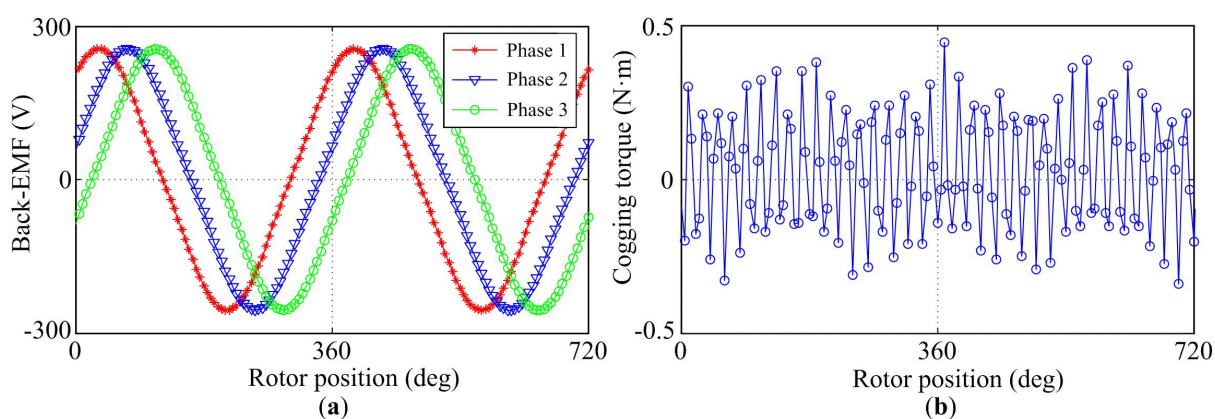 300
0
-300
Back-EMF (V)
Phase 1
Phase 2
Phase 3
0
360
720
Rotor position (deg)
(a)
0.5
0
-0.5
Cogging torque (N·m)
0
360
720
Rotor position (deg)
(b)